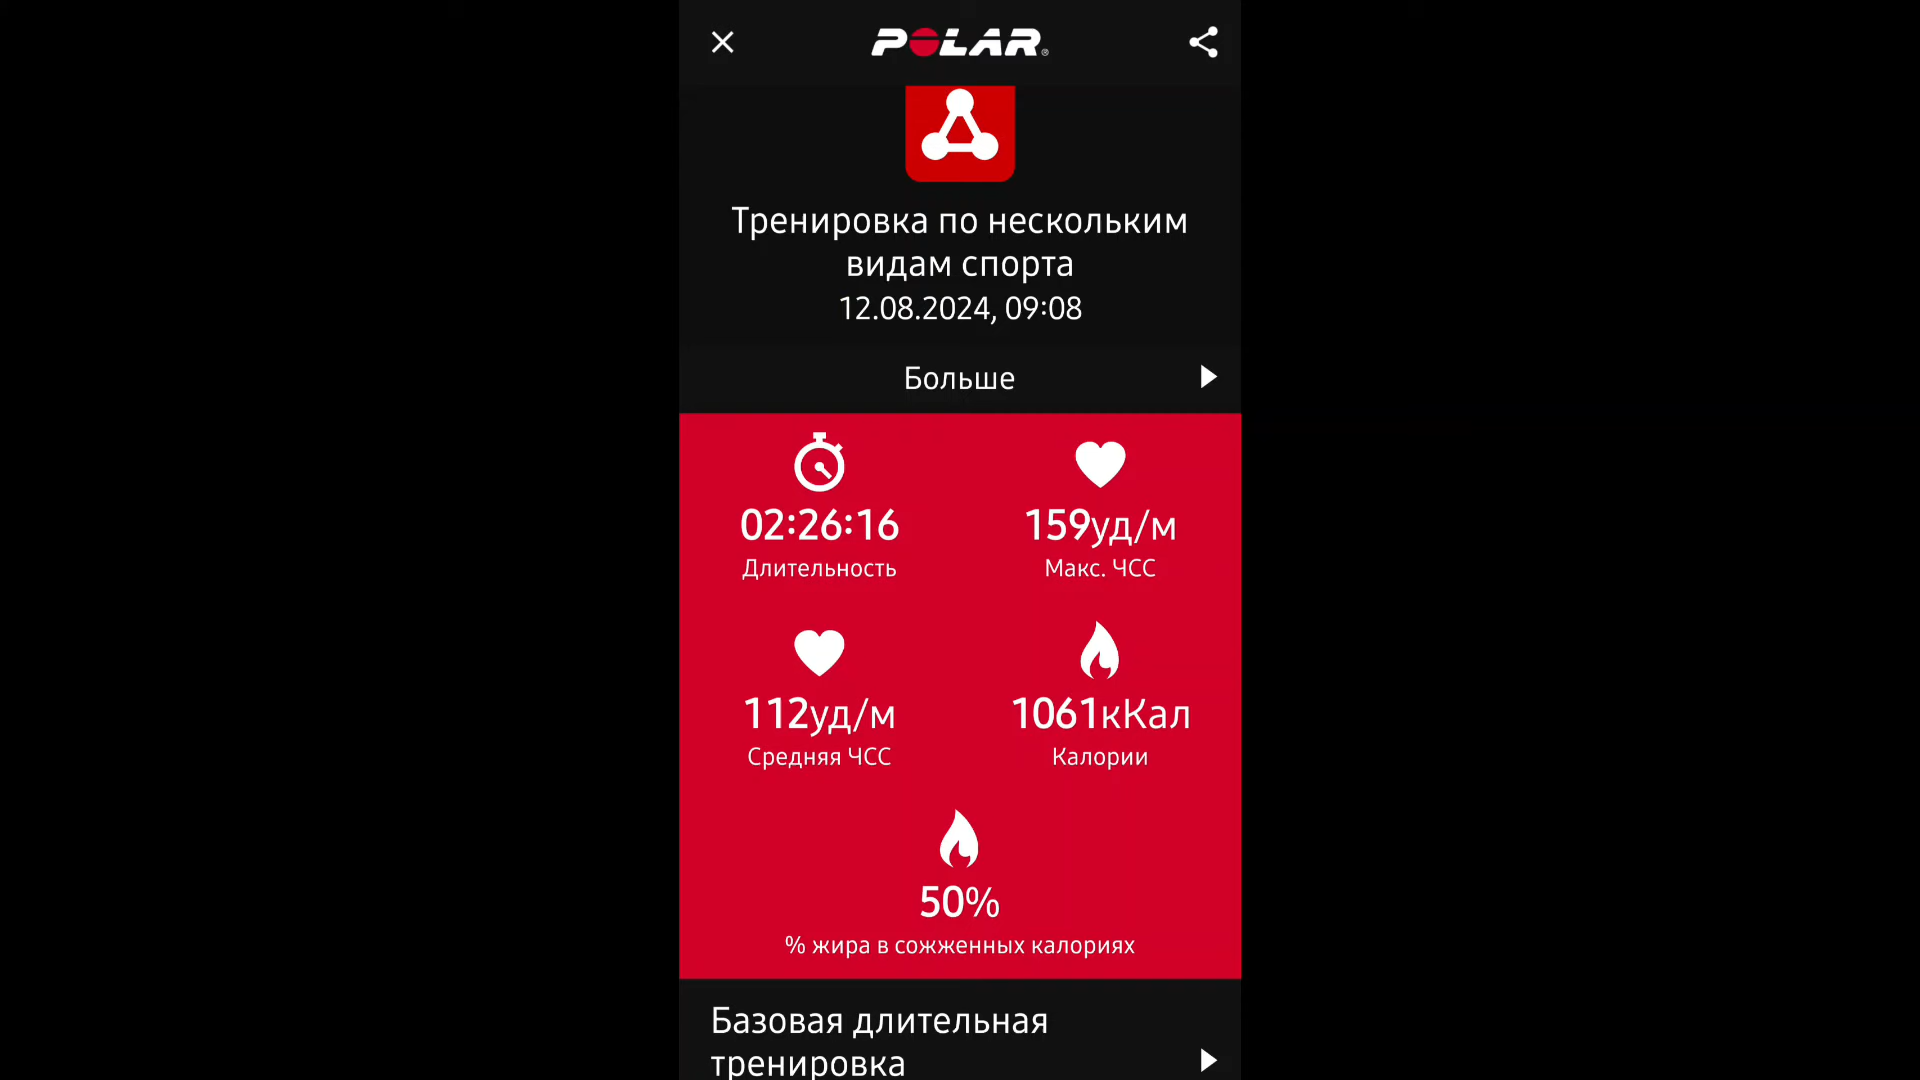 POLAR®
Тренировка по нескольким
видам спорта
12.08.2024, 09:08
Больше
02:26:16
Длительность
159уд/м
Макс. ЧСС
112уд/м
Средняя ЧСС
1061кКал
Калории
50%
% жира в сожженных калориях
Базовая длительная
тренировка